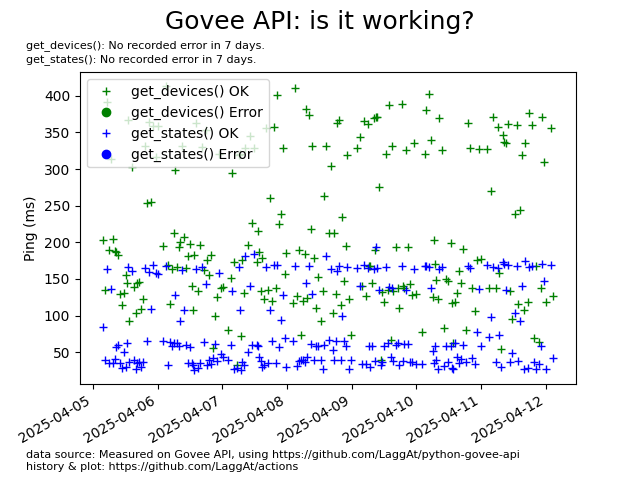 Govee API: is it working?
get_devices(): No recorded error in 7 days.
get_states(): No recorded error in 7 days.
get_devices() OK
get_devices() Error
get_states() OK
get_states() Error
400
350
300
250
200
150
100
50
Ping (ms)
2025-04-05
2025-04-06
2025-04-07
2025-04-08
2025-04-09
2025-04-10
2025-04-11
2025-04-12
data source: Measured on Govee API, using https://github.com/LaggAt/python-govee-api
history & plot: https://github.com/LaggAt/actions